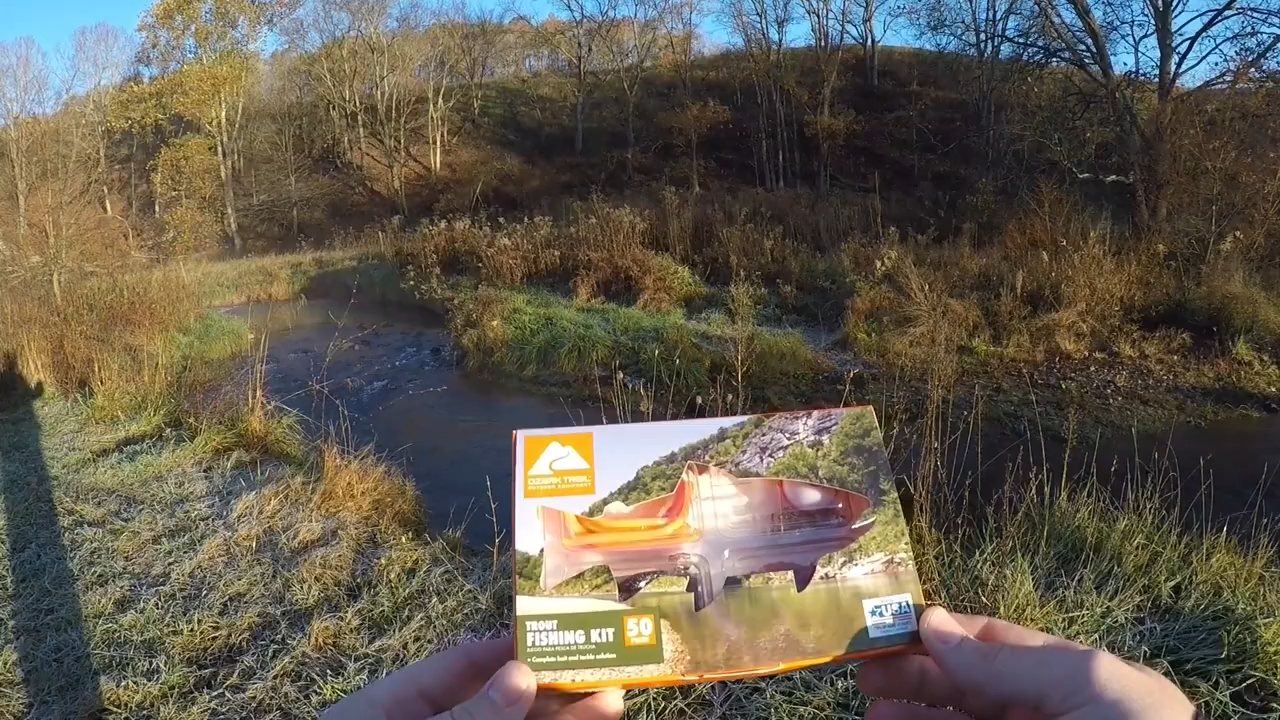 OZARK TRAIL
OUTDOOR EQUIPMENT
TROUT
FISHING KIT
JUEGO PARA PESCA DE TRUCHA
50
• Complete bait and tackle solution
USA